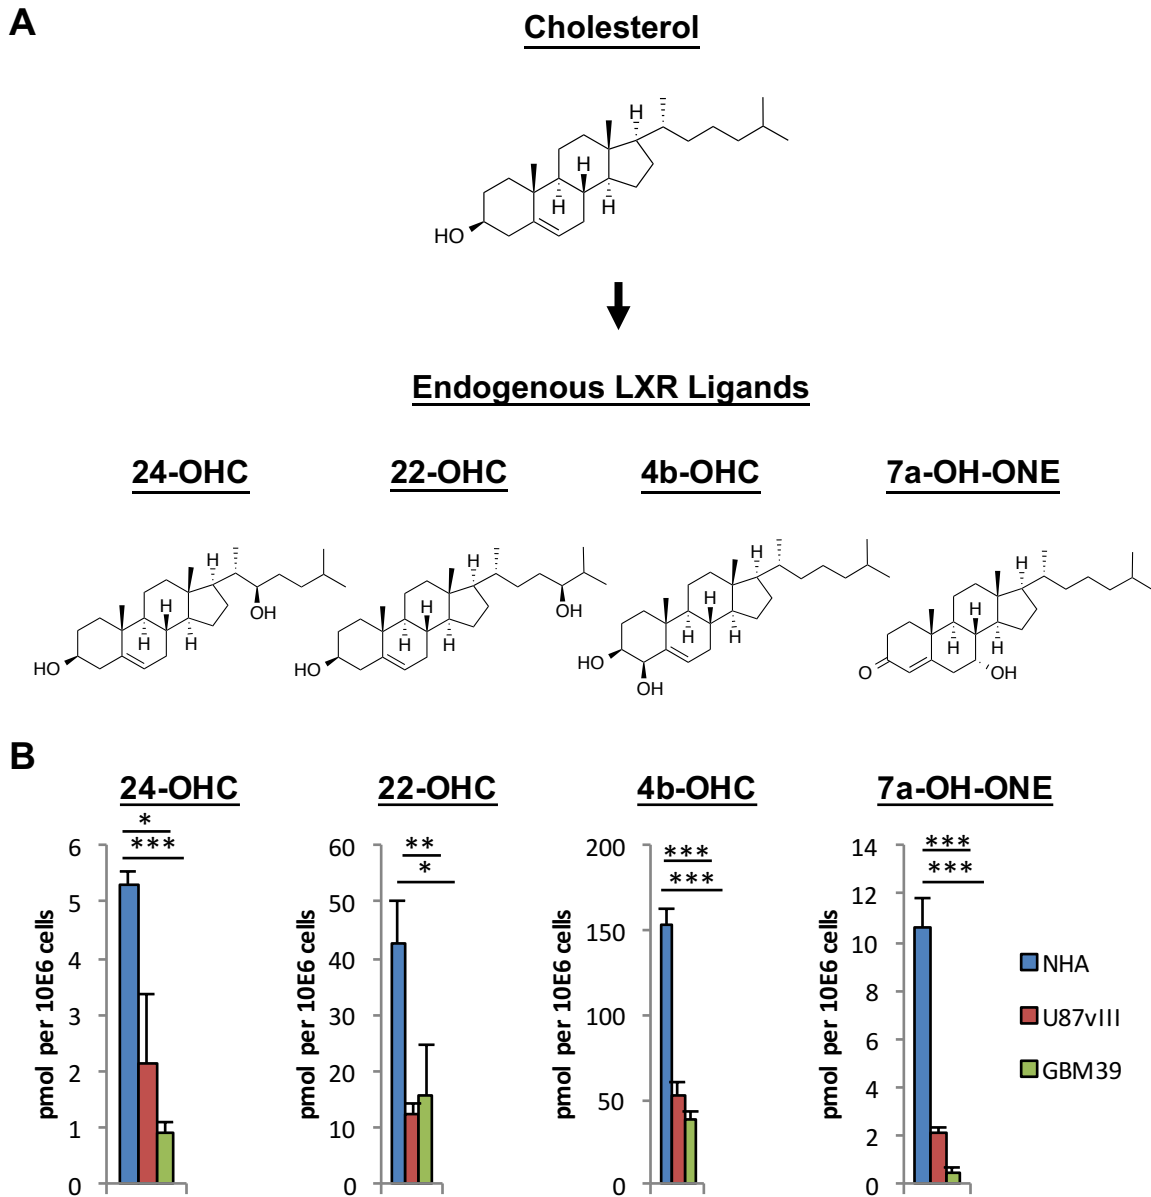 A
Cholesterol
H
H
H
H
HO
Endogenous LXR Ligands
24-OHC 22-OHC 4b-OHC 7a-OH-ONE
H H H H
OH OH
H H H H
H H H H H H H H
HO HO HO O
OH OH
B
24-OHC 22-OHC 4b-OHC 7a-OH-ONE
* ** *** ***
*** * *** ***
pmol per 10E6 cells
6
5
4
3
2
1
0
pmol per 10E6 cells
60
50
40
30
20
10
0
pmol per 10E6 cells
200
150
100
50
0
pmol per 10E6 cells
14
12
10
8
6
4
2
0
NHA
U87vIII
GBM39